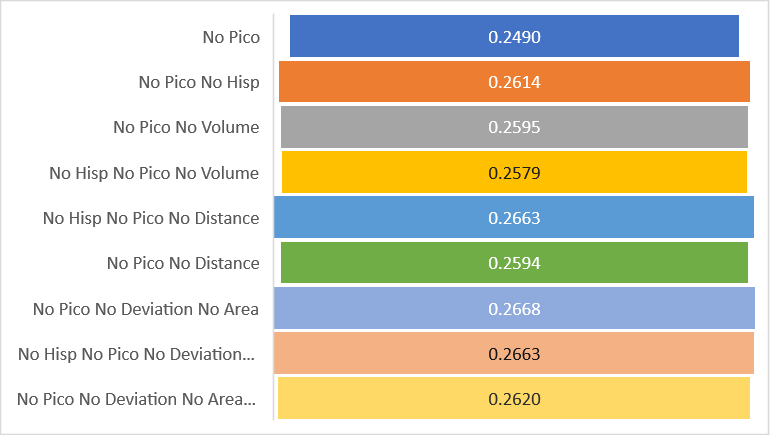 No Pico 0.2490
No Pico No Hisp 0.2614
No Pico No Volume 0.2595
No Hisp No Pico No Volume 0.2579
No Hisp No Pico No Distance 0.2663
No Pico No Distance 0.2594
No Pico No Deviation No Area 0.2668
No Hisp No Pico No Deviation... 0.2663
No Pico No Deviation No Area... 0.2620